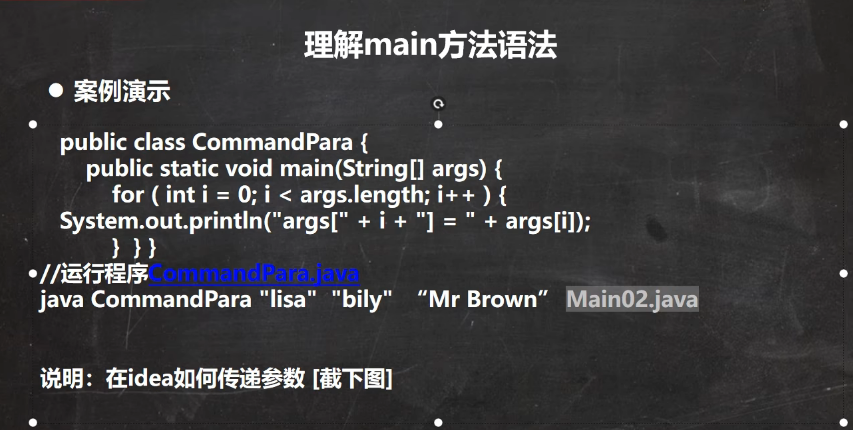 理解main方法语法
● 案例演示
public class CommandPara {
public static void main(String[] args) {
for ( int i = 0; i < args.length; i++ ) {
System.out.println("args[" + i + "] = " + args[i]);
} } }
//运行程序CommandPara.java
java CommandPara "lisa" "bily" “Mr Brown” Main02.java
说明：在idea如何传递参数 [截下图]